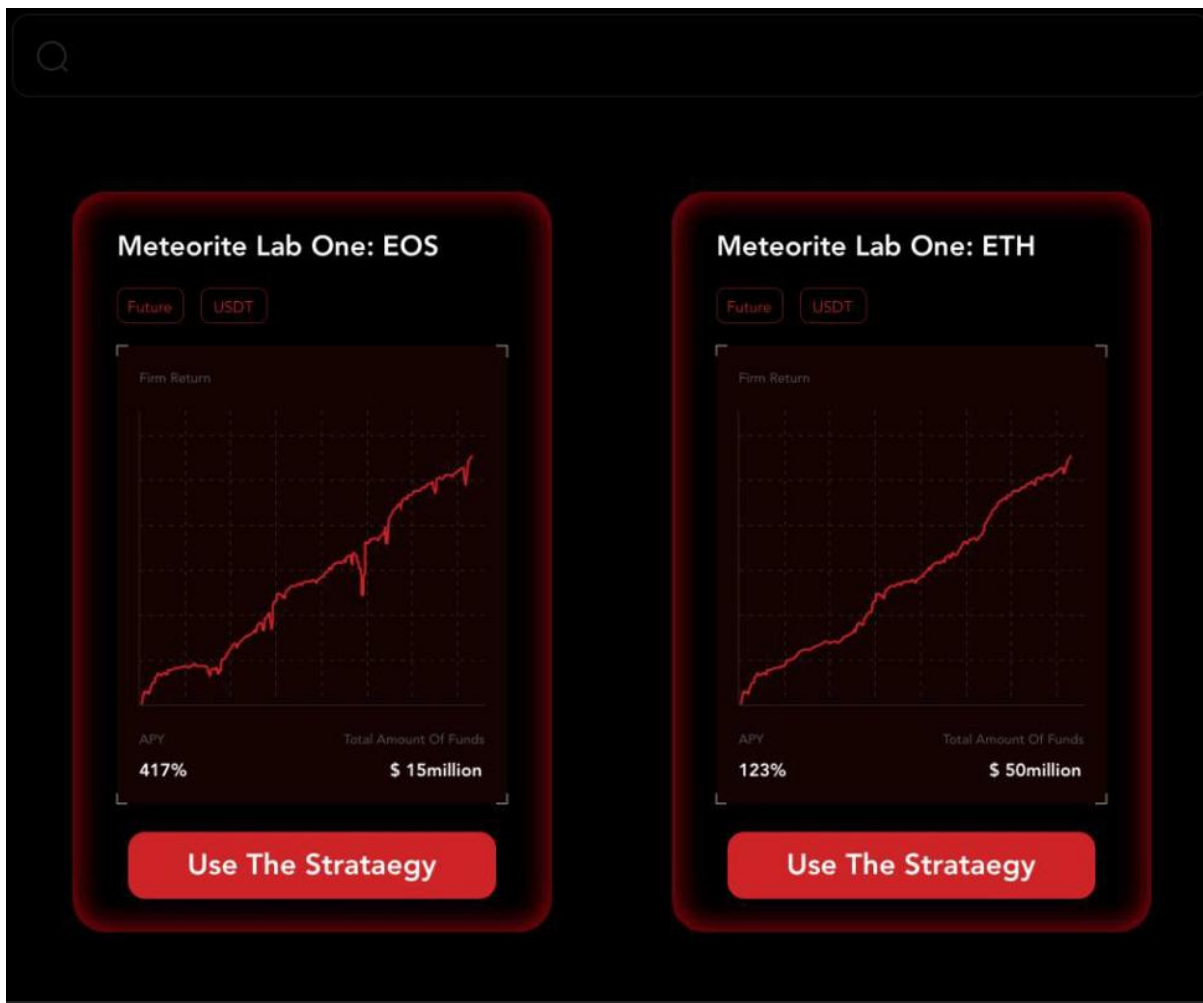 Meteorite Lab One: EOS
Future USDT
Firm Return
APY Total Amount Of Funds
417% $ 15million
Use The Strataegy
Meteorite Lab One: ETH
Future USDT
Firm Return
APY Total Amount Of Funds
123% $ 50million
Use The Strataegy